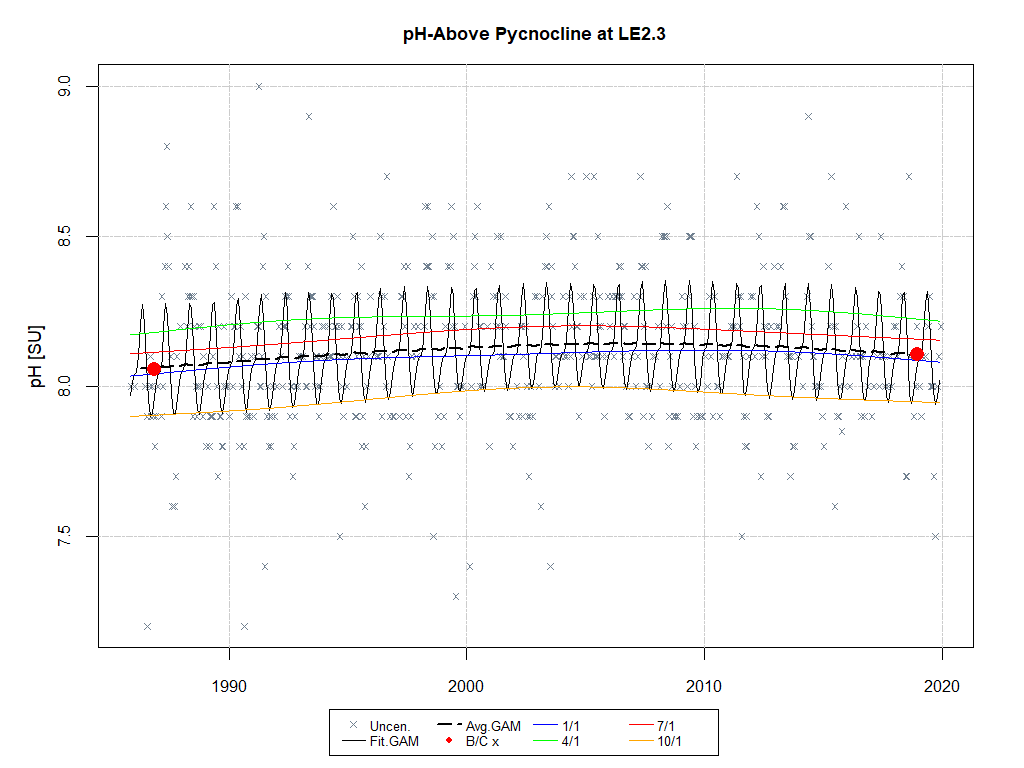 pH-Above Pycnocline at LE2.3
pH [SU]
9.0
8.5
8.0
7.5
1990 2000 2010 2020
Uncen. Avg.GAM 1/1 7/1
Fit.GAM B/C x 4/1 10/1